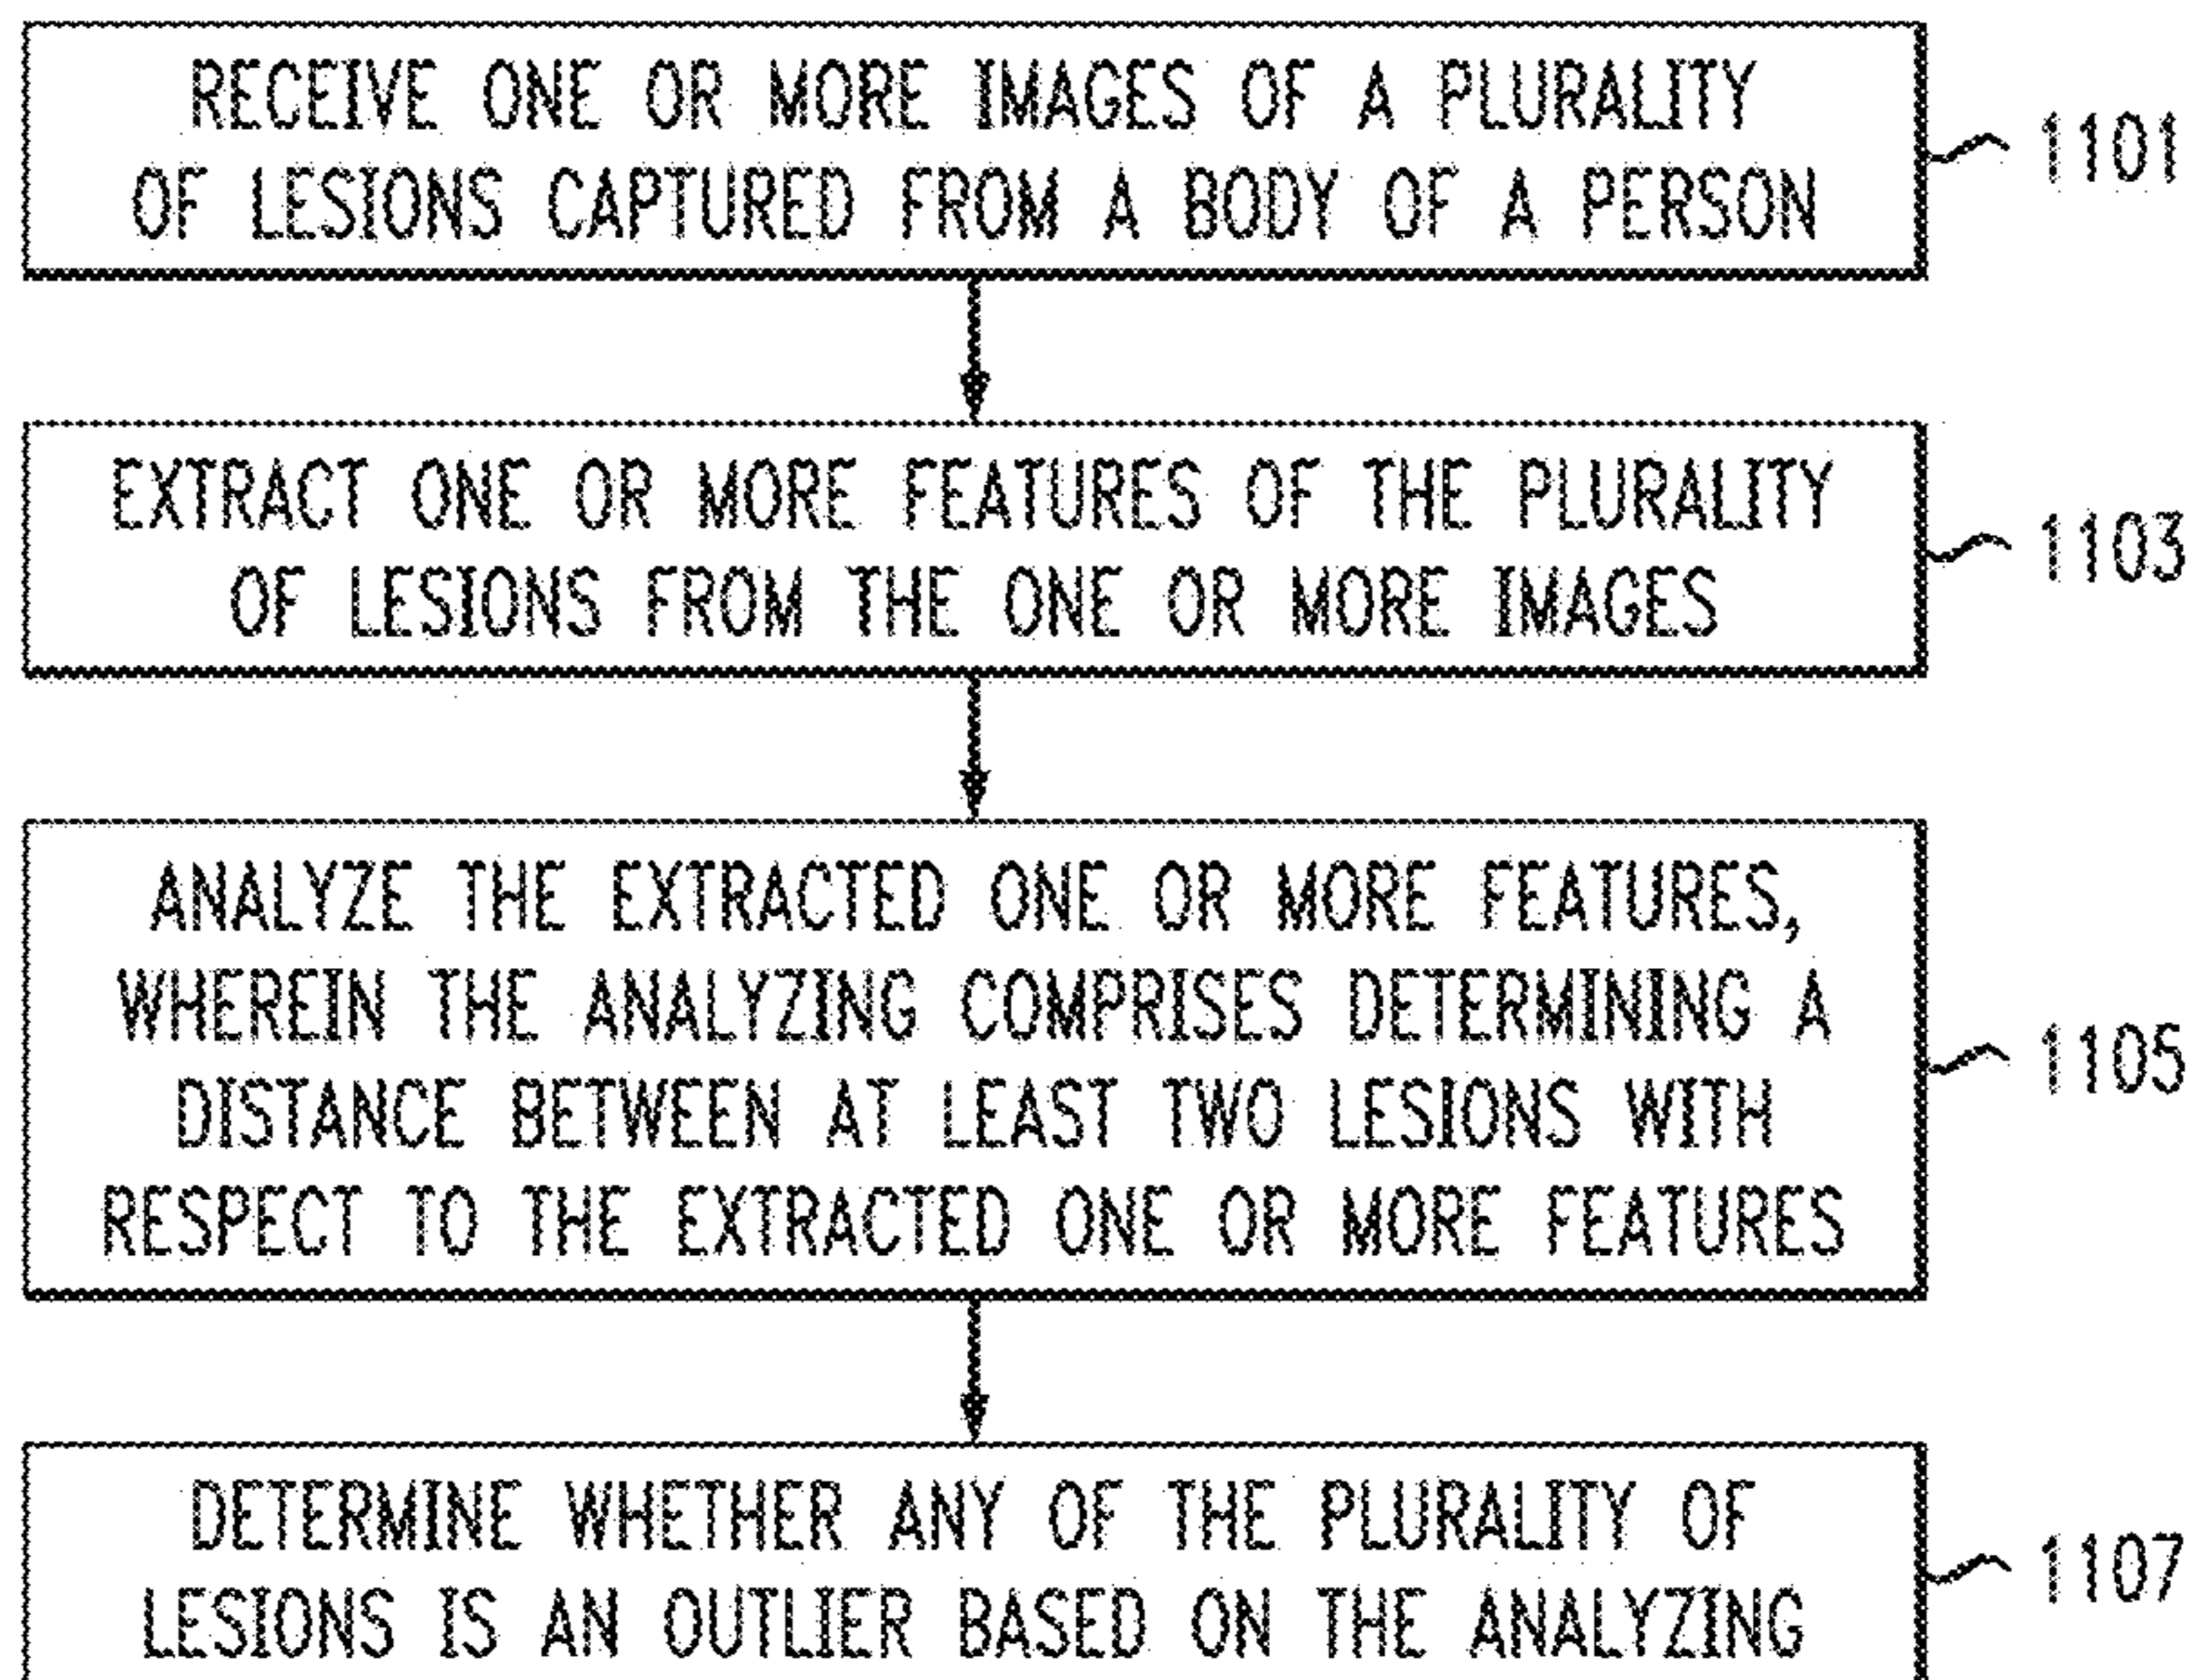 RECEIVE ONE OR MORE IMAGES OF A PLURALITY
OF LESIONS CAPTURED FROM A BODY OF A PERSON
1101
EXTRACT ONE OR MORE FEATURES OF THE PLURALITY
OF LESIONS FROM THE ONE OR MORE IMAGES
1103
ANALYZE THE EXTRACTED ONE OR MORE FEATURES,
WHEREIN THE ANALYZING COMPRISES DETERMINING A
DISTANCE BETWEEN AT LEAST TWO LESIONS WITH
RESPECT TO THE EXTRACTED ONE OR MORE FEATURES
1105
DETERMINE WHETHER ANY OF THE PLURALITY OF
LESIONS IS AN OUTLIER BASED ON THE ANALYZING
1107